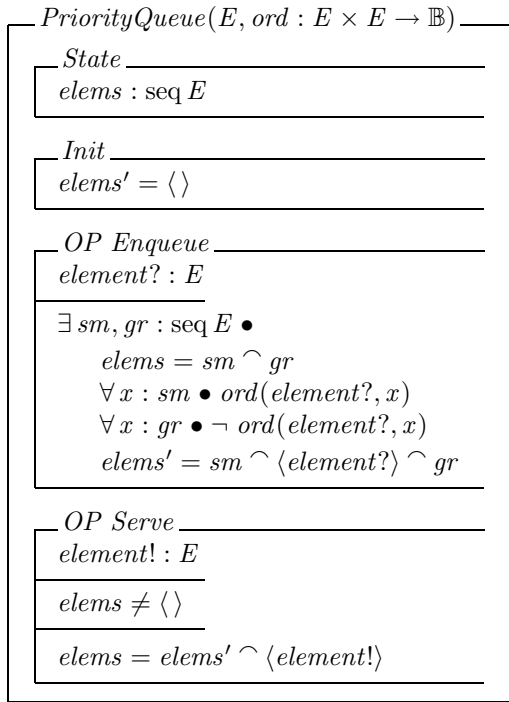 PriorityQueue(E, ord : E × E → 𝔹)
State
elems : seq E
Init
elems′ = ⟨ ⟩
OP Enqueue
element? : E
∃ sm, gr : seq E •
elems = sm ⌢ gr
∀ x : sm • ord(element?, x)
∀ x : gr • ¬ ord(element?, x)
elems′ = sm ⌢ ⟨element?⟩ ⌢ gr
OP Serve
element! : E
elems ≠ ⟨ ⟩
elems = elems′ ⌢ ⟨element!⟩